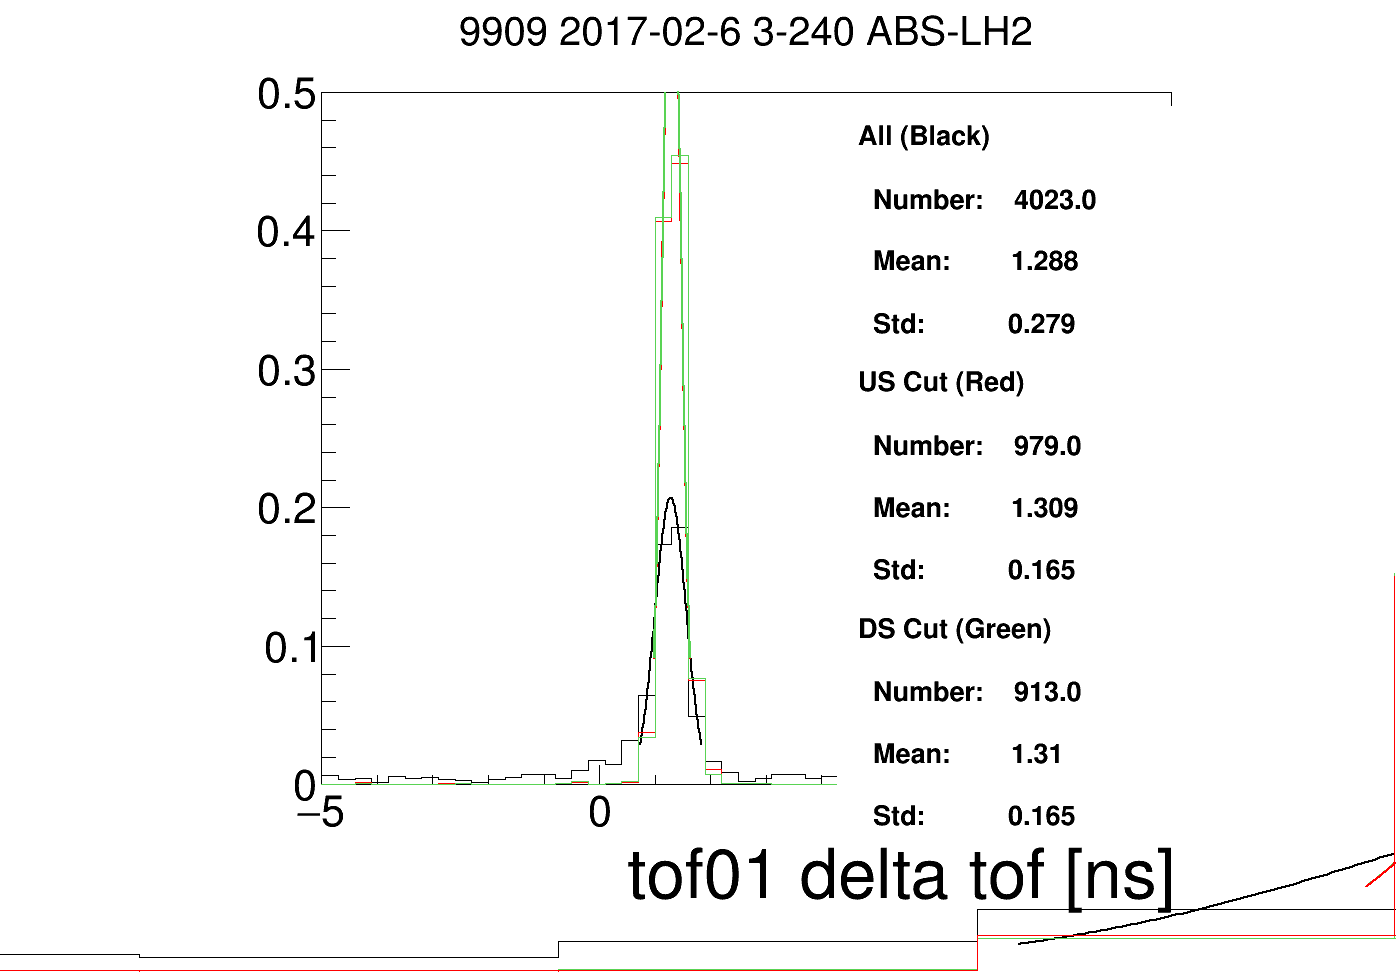 9909 2017-02-6 3-240 ABS-LH2
0.5
0.4
0.3
0.2
0.1
0
−5
0
All (Black)
Number: 4023.0
Mean: 1.288
Std: 0.279
US Cut (Red)
Number: 979.0
Mean: 1.309
Std: 0.165
DS Cut (Green)
Number: 913.0
Mean: 1.31
Std: 0.165
tof01 delta tof [ns]